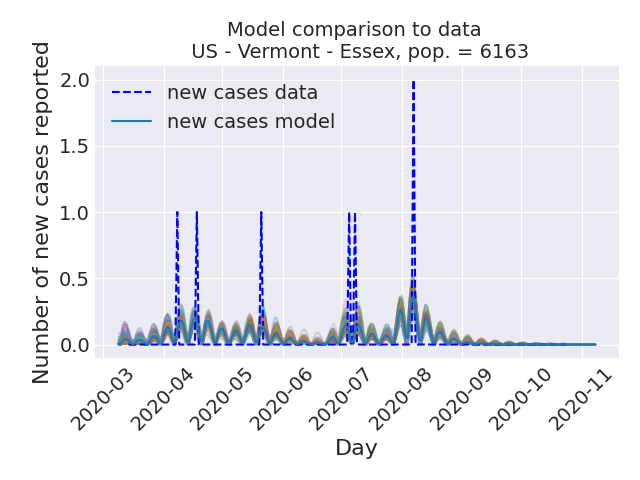 Model comparison to data
US - Vermont - Essex, pop. = 6163
Number of new cases reported
2.0
1.5
1.0
0.5
0.0
new cases data
new cases model
2020-03
2020-04
2020-05
2020-06
2020-07
2020-08
2020-09
2020-10
2020-11
Day